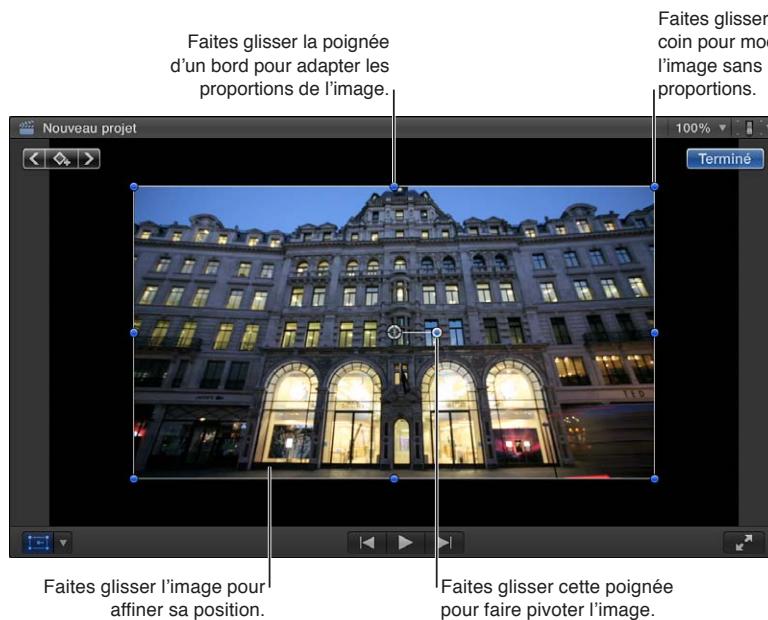 Faites glisser
coin pour mod
l'image sans
proportions.
Faites glisser la poignée
d'un bord pour adapter les
proportions de l'image.
Nouveau projet
100%
Terminé
TED
Faites glisser l'image pour
affiner sa position.
Faites glisser cette poignée
pour faire pivoter l'image.